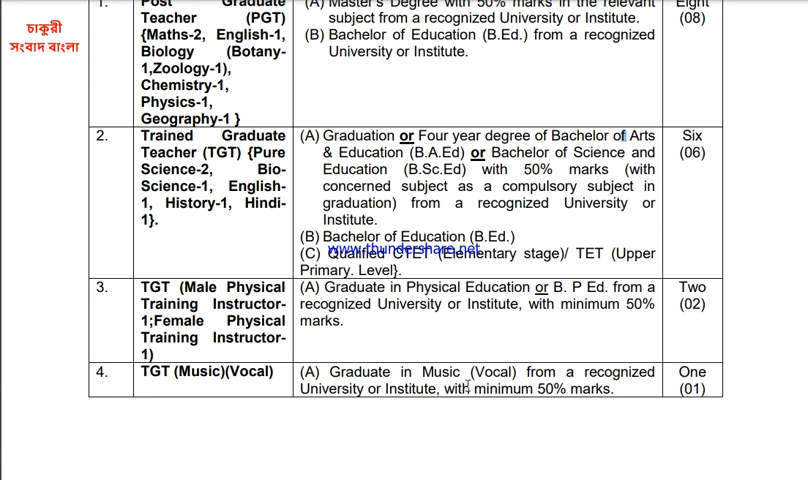 চাকুরী
সংবাদ বাংলা
1.
Post Graduate
Teacher (PGT)
{Maths-2, English-1,
Biology (Botany-
1,Zoology-1),
Chemistry-1,
Physics-1,
Geography-1 }
(A) Master's Degree with 50% marks in the relevant
subject from a recognized University or Institute.
(B) Bachelor of Education (B.Ed.) from a recognized
University or Institute.
Eight
(08)
2.
Trained Graduate
Teacher (TGT) {Pure
Science-2, Bio-
Science-1, English-
1, History-1, Hindi-
1}.
(A) Graduation or Four year degree of Bachelor of Arts
& Education (B.A.Ed) or Bachelor of Science and
Education (B.Sc.Ed) with 50% marks (with
concerned subject as a compulsory subject in
graduation) from a recognized University or
Institute.
(B) Bachelor of Education (B.Ed.)
www.thundershare.net
(C) Qualified CTET (Elementary stage)/ TET (Upper
Primary. Level}.
Six
(06)
3.
TGT (Male Physical
Training Instructor-
1;Female Physical
Training Instructor-
1)
(A) Graduate in Physical Education or B. P Ed. from a
recognized University or Institute, with minimum 50%
marks.
Two
(02)
4.
TGT (Music)(Vocal)
(A) Graduate in Music (Vocal) from a recognized
University or Institute, with minimum 50% marks.
One
(01)